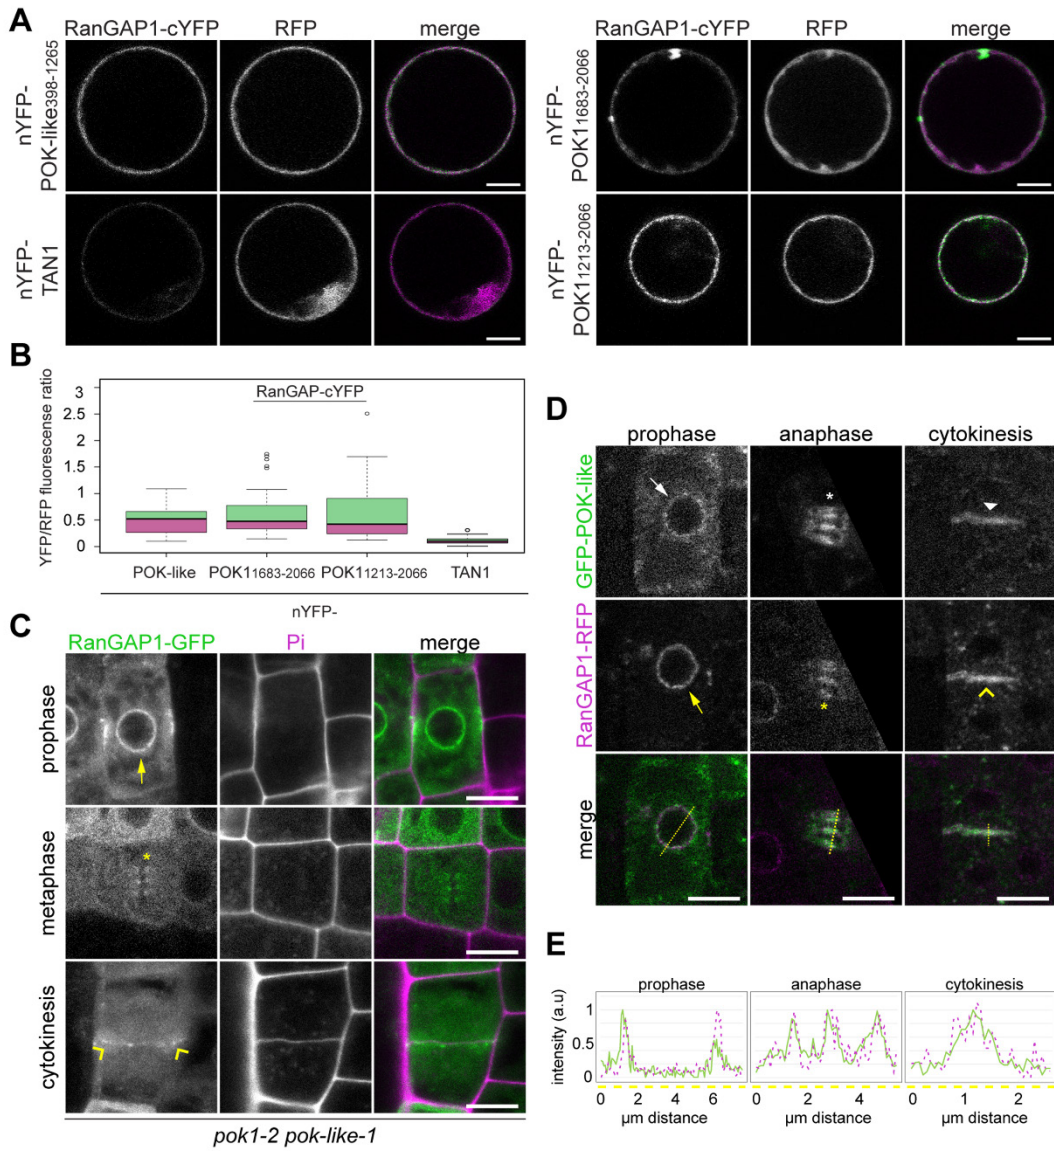 A
RanGAP1-cYFP RFP merge
RanGAP1-cYFP RFP merge
nYFP-
POK-like398-1265
nYFP-
POK11683-2066
nYFP-
TAN1
nYFP-
POK11213-2066
B
YFP/RFP fluorescense ratio
3
2.5
2
1.5
1
0.5
0
RanGAP-cYFP
POK-like POK11683-2066 POK11213-2066 TAN1
nYFP-
C
RanGAP1-GFP Pi merge
prophase
metaphase
*
cytokinesis
pok1-2 pok-like-1
D
prophase anaphase cytokinesis
GFP-POK-like
*
RanGAP1-RFP
*
merge
E
prophase anaphase cytokinesis
intensity (a.u)
1
0.5
0
0 2 4 6 0 2 4 0 1 2
μm distance μm distance μm distance